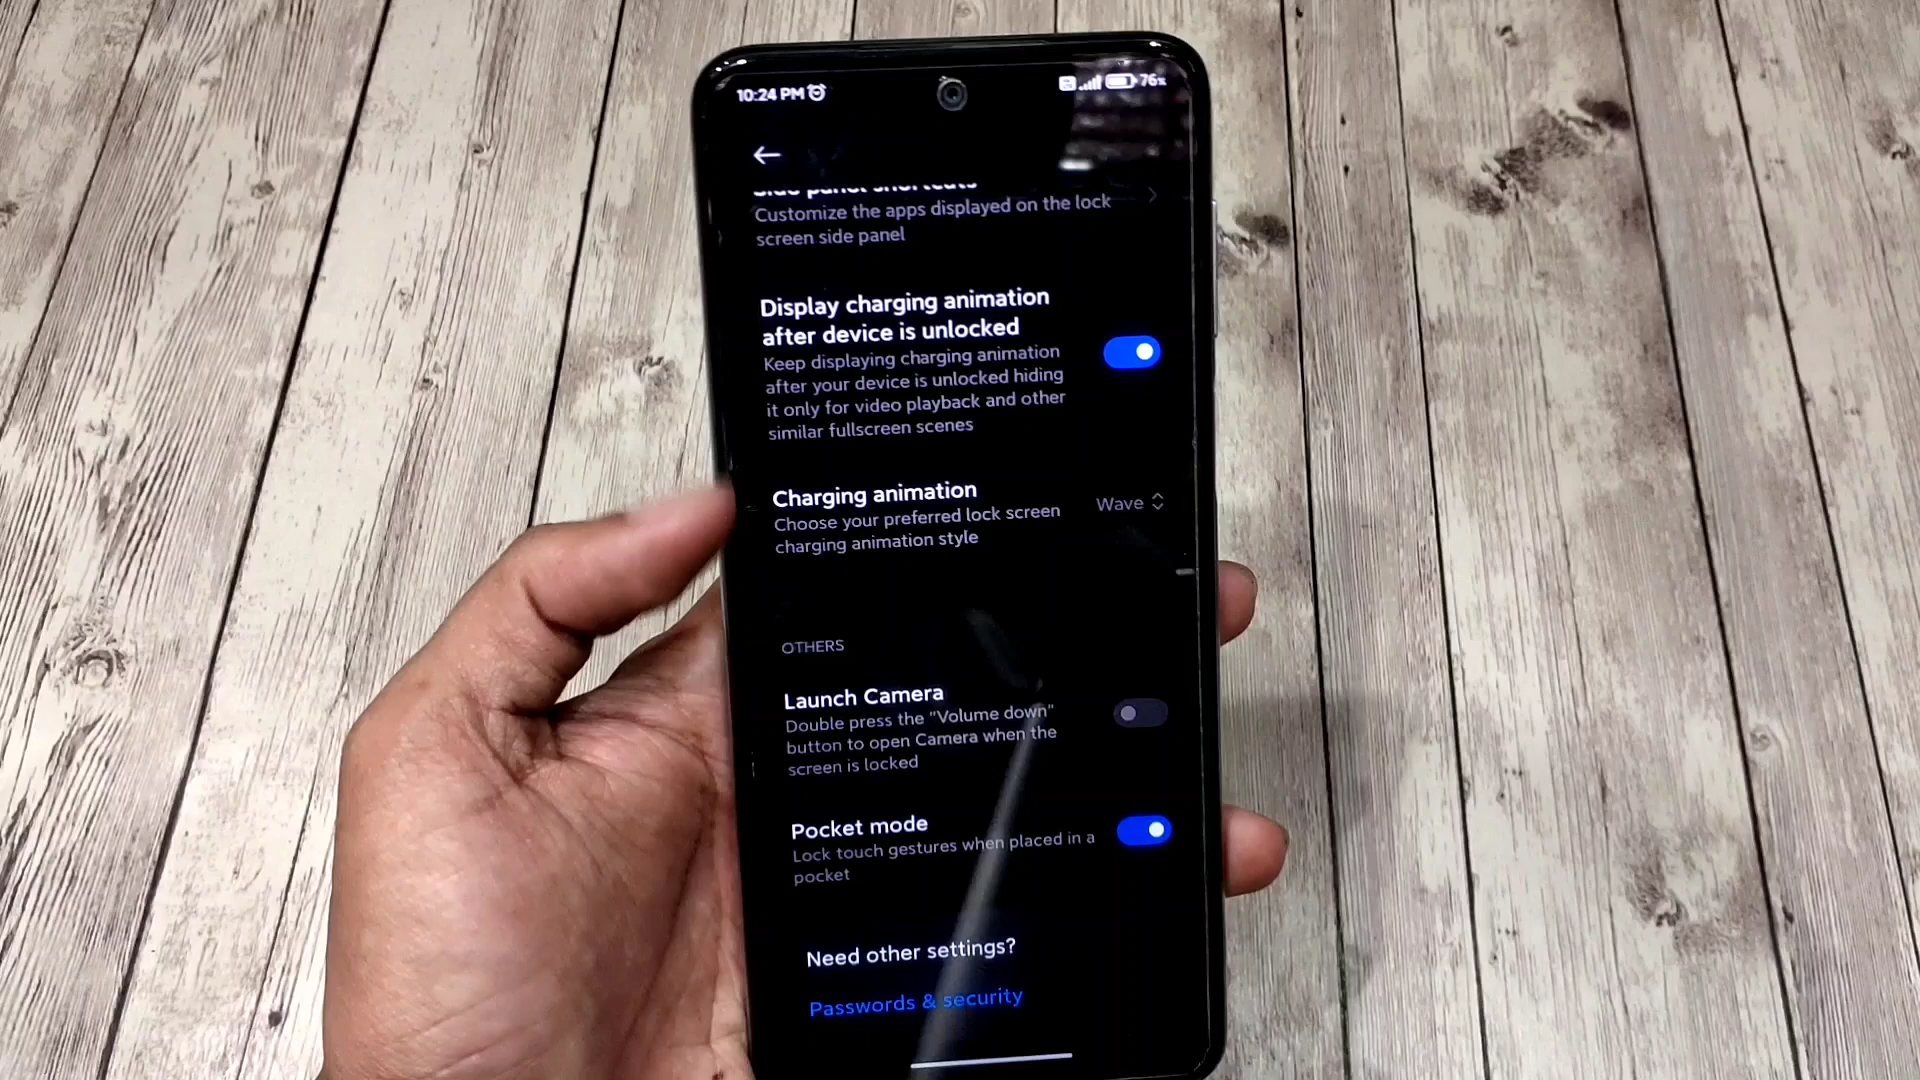 10:24 PM
76%
Side panel shortcuts
Customize the apps displayed on the lock
screen side panel
Display charging animation
after device is unlocked
Keep displaying charging animation
after your device is unlocked hiding
it only for video playback and other
similar fullscreen scenes
Charging animation
Wave
Choose your preferred lock screen
charging animation style
OTHERS
Launch Camera
Double press the "Volume down"
button to open Camera when the
screen is locked
Pocket mode
Lock touch gestures when placed in a
pocket
Need other settings?
Passwords & security